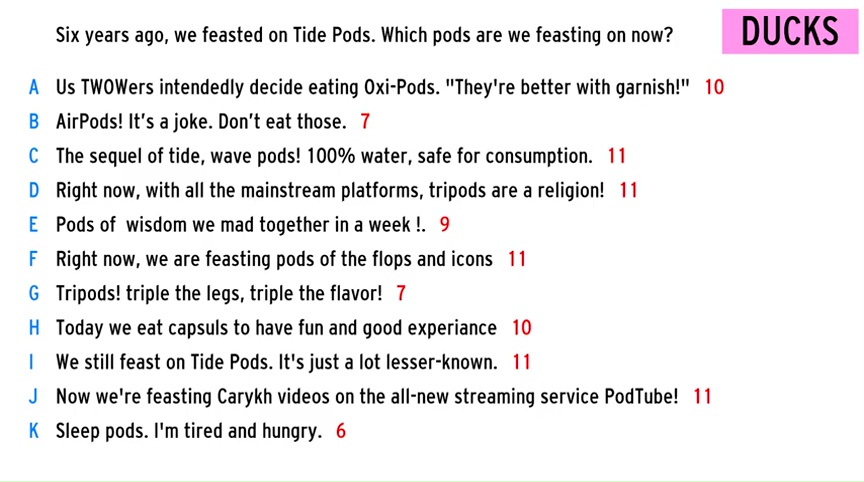 Six years ago, we feasted on Tide Pods. Which pods are we feasting on now?
DUCKS
A Us TWOWers intendedly decide eating Oxi-Pods. "They're better with garnish!" 10
B AirPods! It’s a joke. Don’t eat those. 7
C The sequel of tide, wave pods! 100% water, safe for consumption. 11
D Right now, with all the mainstream platforms, tripods are a religion! 11
E Pods of  wisdom we mad together in a week !. 9
F Right now, we are feasting pods of the flops and icons 11
G Tripods! triple the legs, triple the flavor! 7
H Today we eat capsuls to have fun and good experiance 10
I We still feast on Tide Pods. It's just a lot lesser-known. 11
J Now we're feasting Carykh videos on the all-new streaming service PodTube! 11
K Sleep pods. I'm tired and hungry. 6